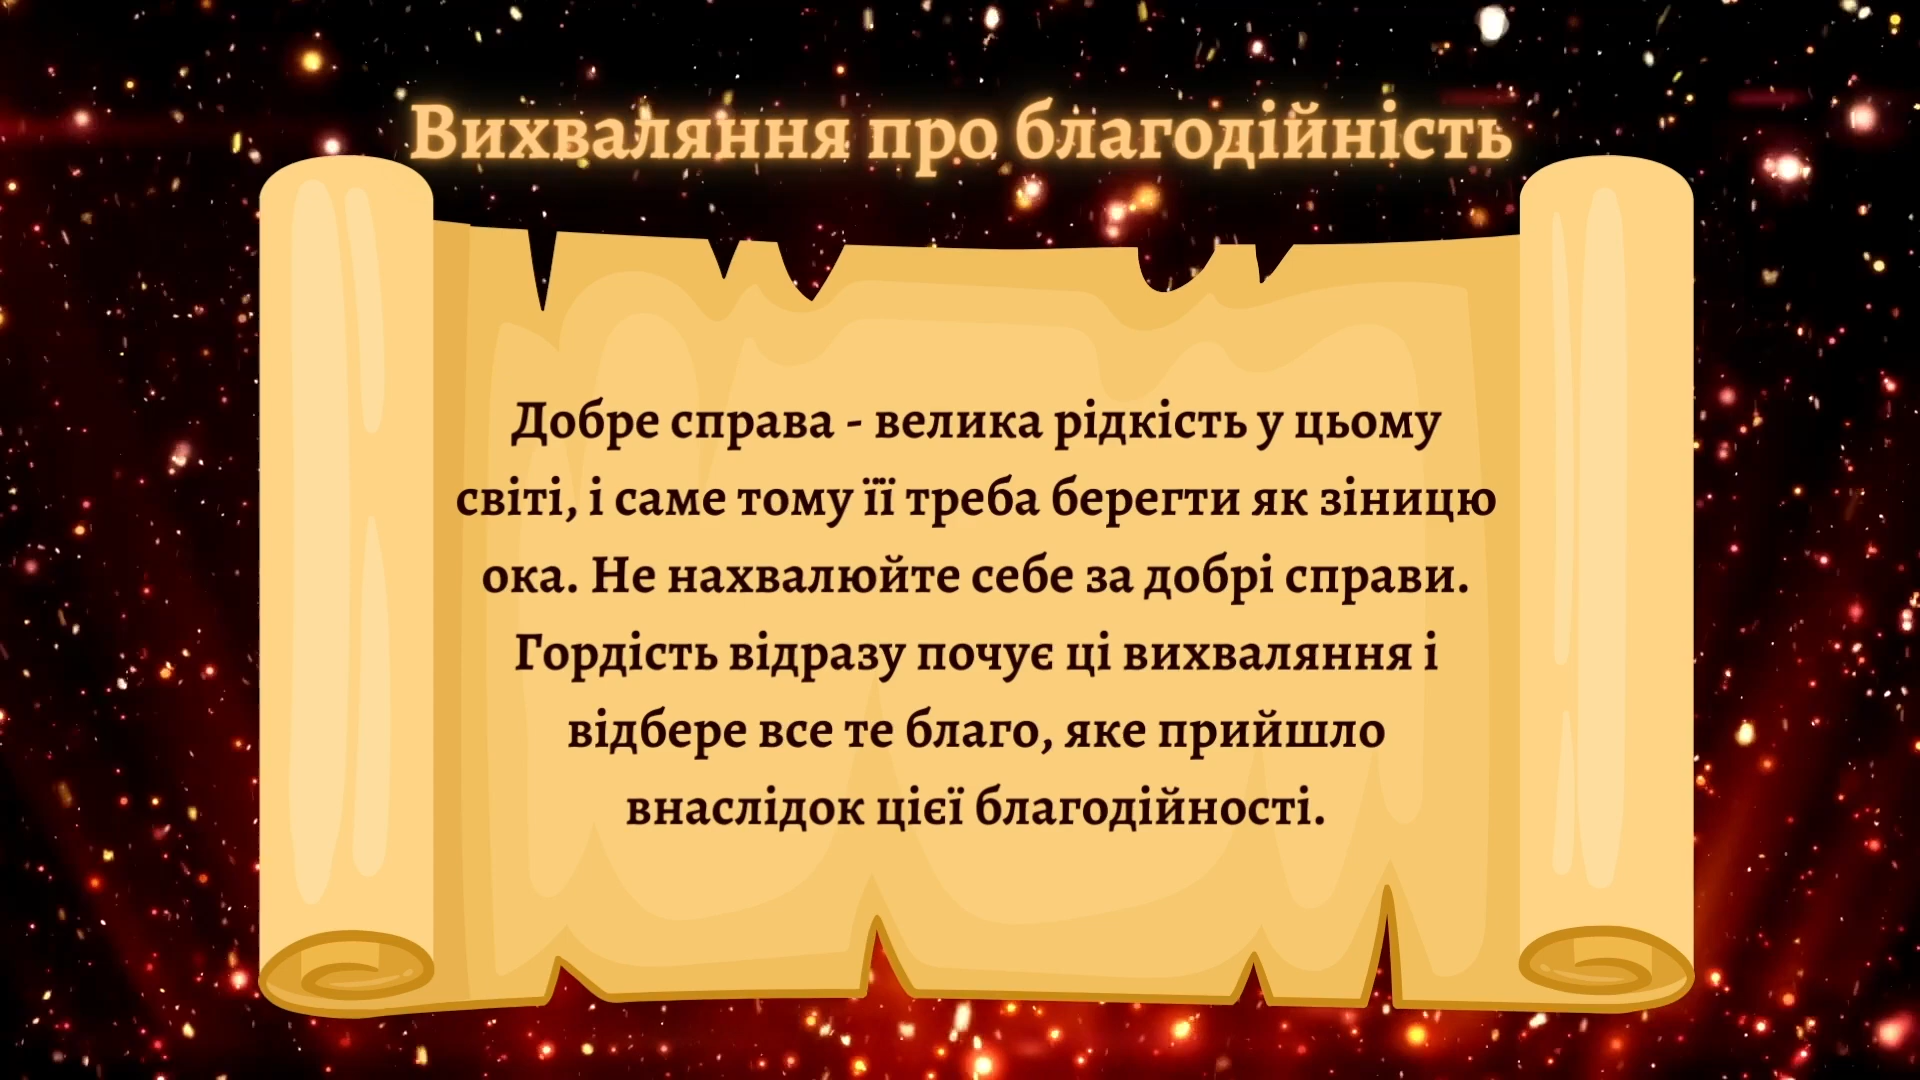 Вихваляння про благодійність
Добре справа - велика рідкість у цьому
світі, і саме тому її треба берегти як зіницю
ока. Не нахвалюйте себе за добрі справи.
Гордість відразу почує ці вихваляння і
відбере все те благо, яке прийшло
внаслідок цієї благодійності.